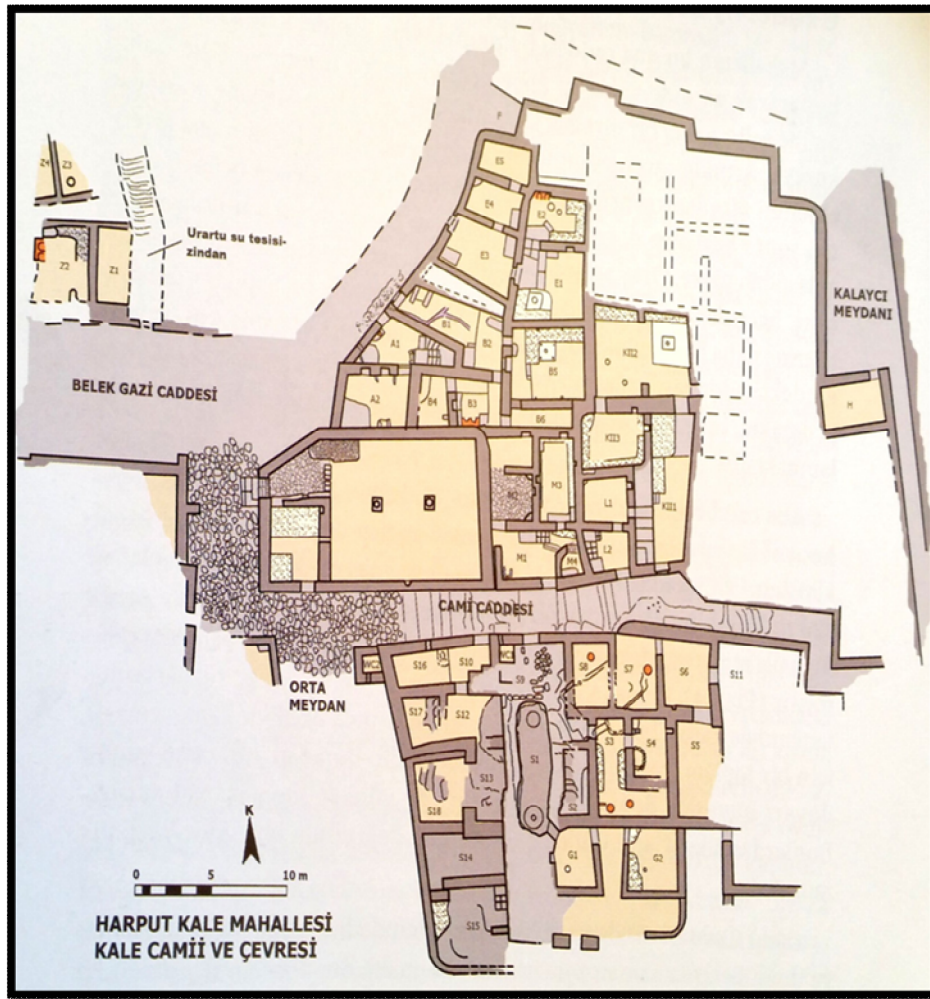 F
E5
Z4
Z3
E4
E2
Urartu su tesisi-
zindan
E3
Z2
Z1
E1
KALAYCI
MEYDANI
B1
A1
B2
KII2
B5
BELEK GAZİ CADDESİ
A2
B4
B3
H
B6
KII3
M2
M3
L1
KII1
M1
M4
L2
CAMİ CADDESİ
WC2
S16
S10
WC1
S9
S8
S7
S6
S11
ORTA
MEYDAN
S17
S12
S3
S4
S5
S1
S13
S2
S18
K
S14
G1
G2
0 5 10 m
S15
HARPUT KALE MAHALLESİ
KALE CAMİİ VE ÇEVRESİ